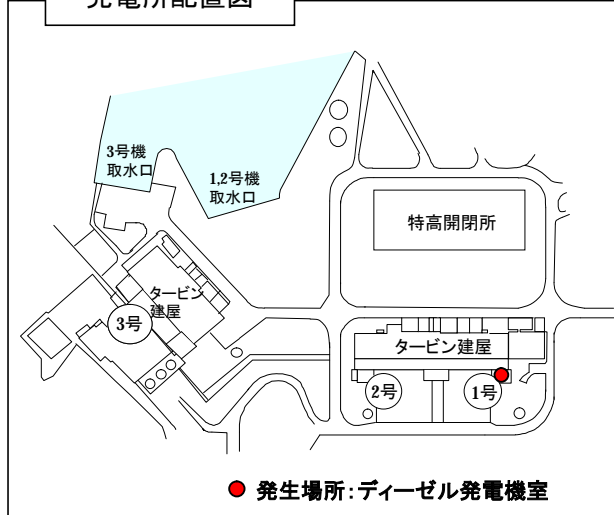 発電所配置図
3号機
取水口
1,2号機
取水口
特高開閉所
タービン
建屋
3号
タービン建屋
2号
1号
発生場所:ディーゼル発電機室